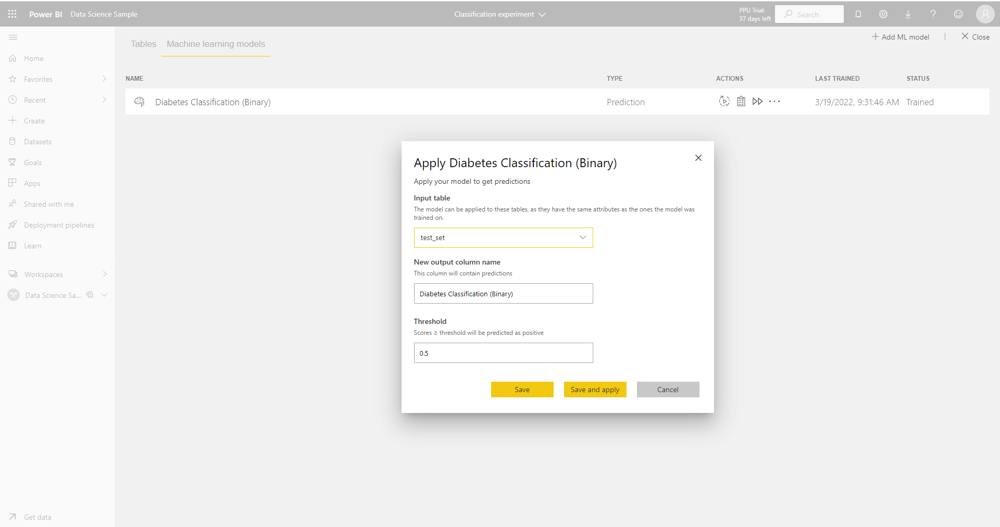 Power BI
Data Science Sample
Classification experiment
PPU Trial:
37 days left
Search
Home
Favorites
Recent
Create
Datasets
Goals
Apps
Shared with me
Deployment pipelines
Learn
Workspaces
Data Science Sa...
Get data
Tables
Machine learning models
Add ML model
Close
NAME
TYPE
ACTIONS
LAST TRAINED
STATUS
Diabetes Classification (Binary)
Prediction
3/19/2022, 9:31:46 AM
Trained
Apply Diabetes Classification (Binary)
Apply your model to get predictions
Input table
The model can be applied to these tables, as they have the same attributes as the ones the model was
trained on.
test_set
New output column name
This column will contain predictions
Diabetes Classification (Binary)
Threshold
Scores ≥ threshold will be predicted as positive
0.5
Save
Save and apply
Cancel